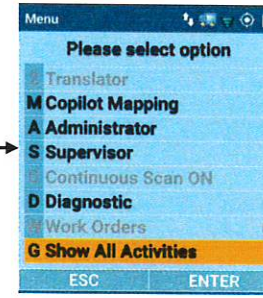 Menu
Please select option
Translator
M Copilot Mapping
A Administrator
S Supervisor
Continuous Scan ON
D Diagnostic
Work Orders
G Show All Activities
ESC ENTER